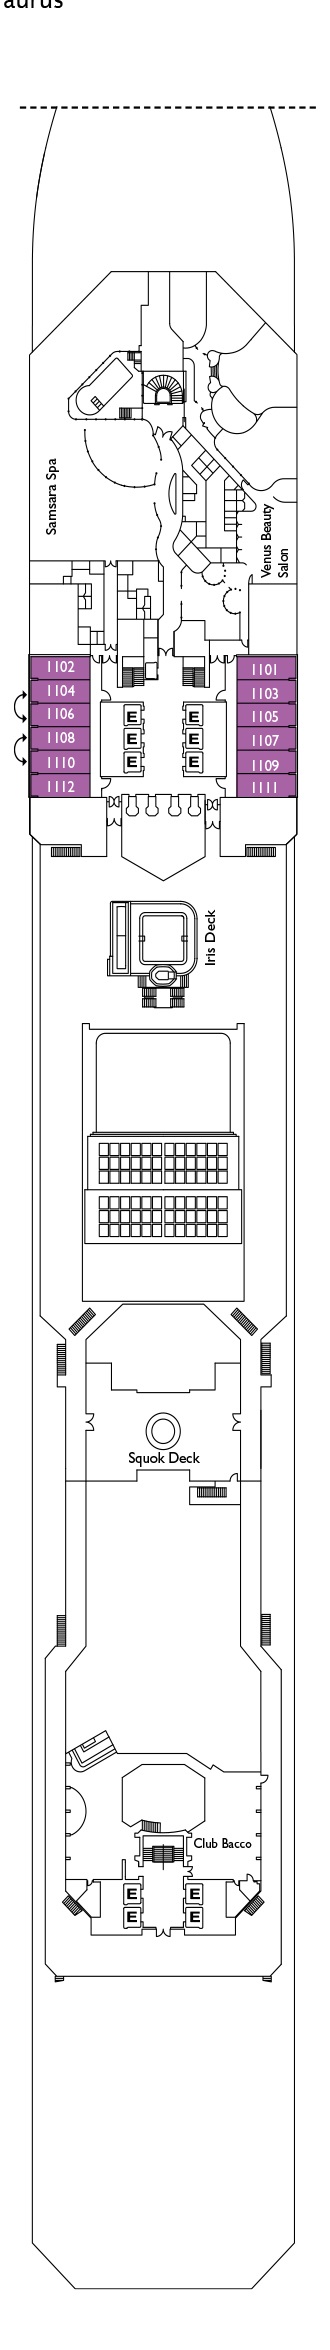 aurus
Samsara Spa
Venus Beauty
Salon
1102
1101
1104
1103
1106
1105
1108
1107
1110
1109
1112
1111
E E
E E
E E
Iris Deck
Squok Deck
Club Bacco
E E
E E